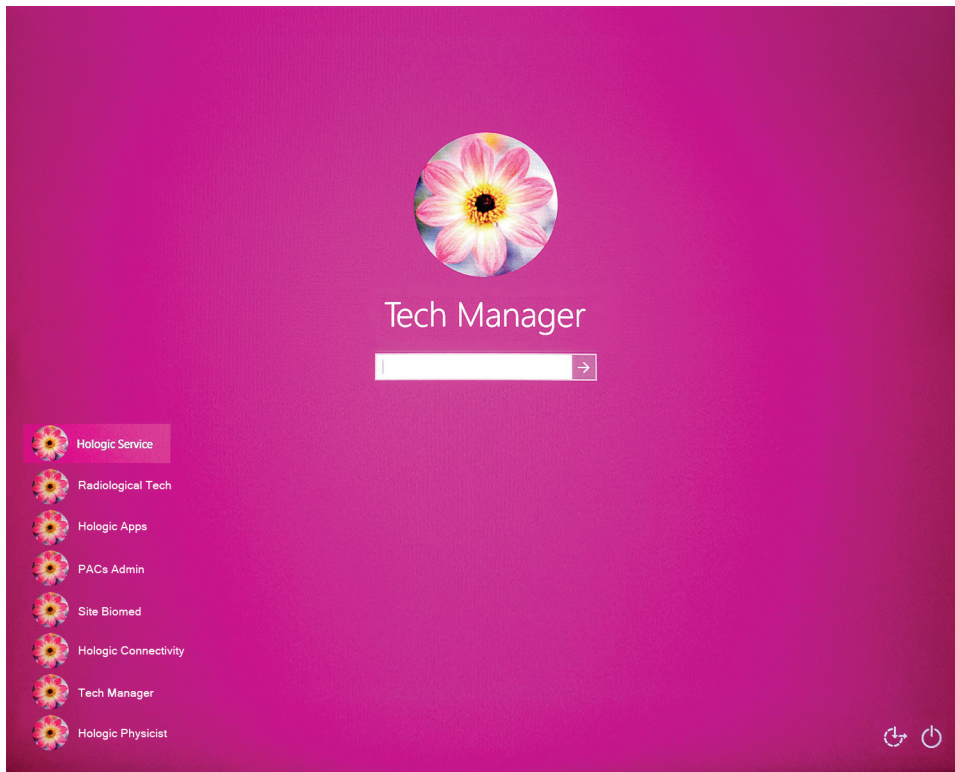 Tech Manager
Hologic Service
Radiological Tech
Hologic Apps
PACs Admin
Site Biomed
Hologic Connectivity
Tech Manager
Hologic Physicist